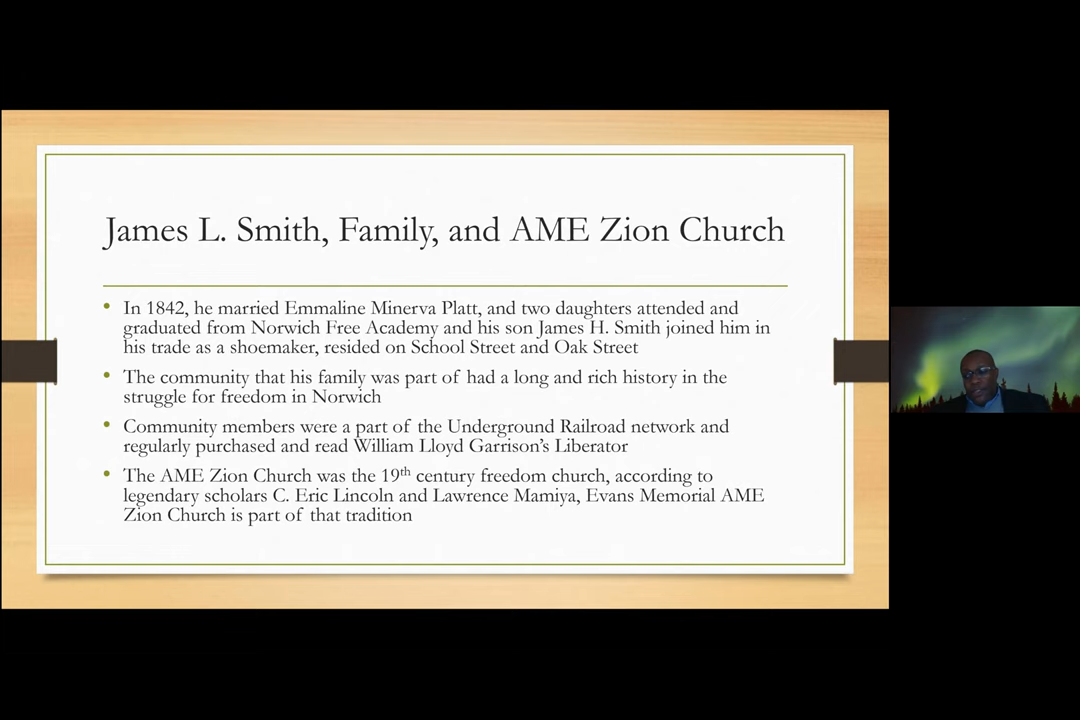 James L. Smith, Family, and AME Zion Church
• In 1842, he married Emmaline Minerva Platt, and two daughters attended and
graduated from Norwich Free Academy and his son James H. Smith joined him in
his trade as a shoemaker, resided on School Street and Oak Street
• The community that his family was part of had a long and rich history in the
struggle for freedom in Norwich
• Community members were a part of the Underground Railroad network and
regularly purchased and read William Lloyd Garrison’s Liberator
• The AME Zion Church was the 19th century freedom church, according to
legendary scholars C. Eric Lincoln and Lawrence Mamiya, Evans Memorial AME
Zion Church is part of that tradition